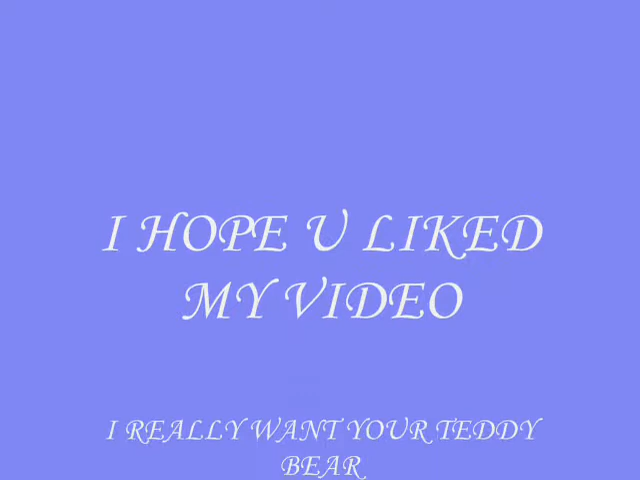 I HOPE U LIKED
MY VIDEO
I REALLY WANT YOUR TEDDY
BEAR